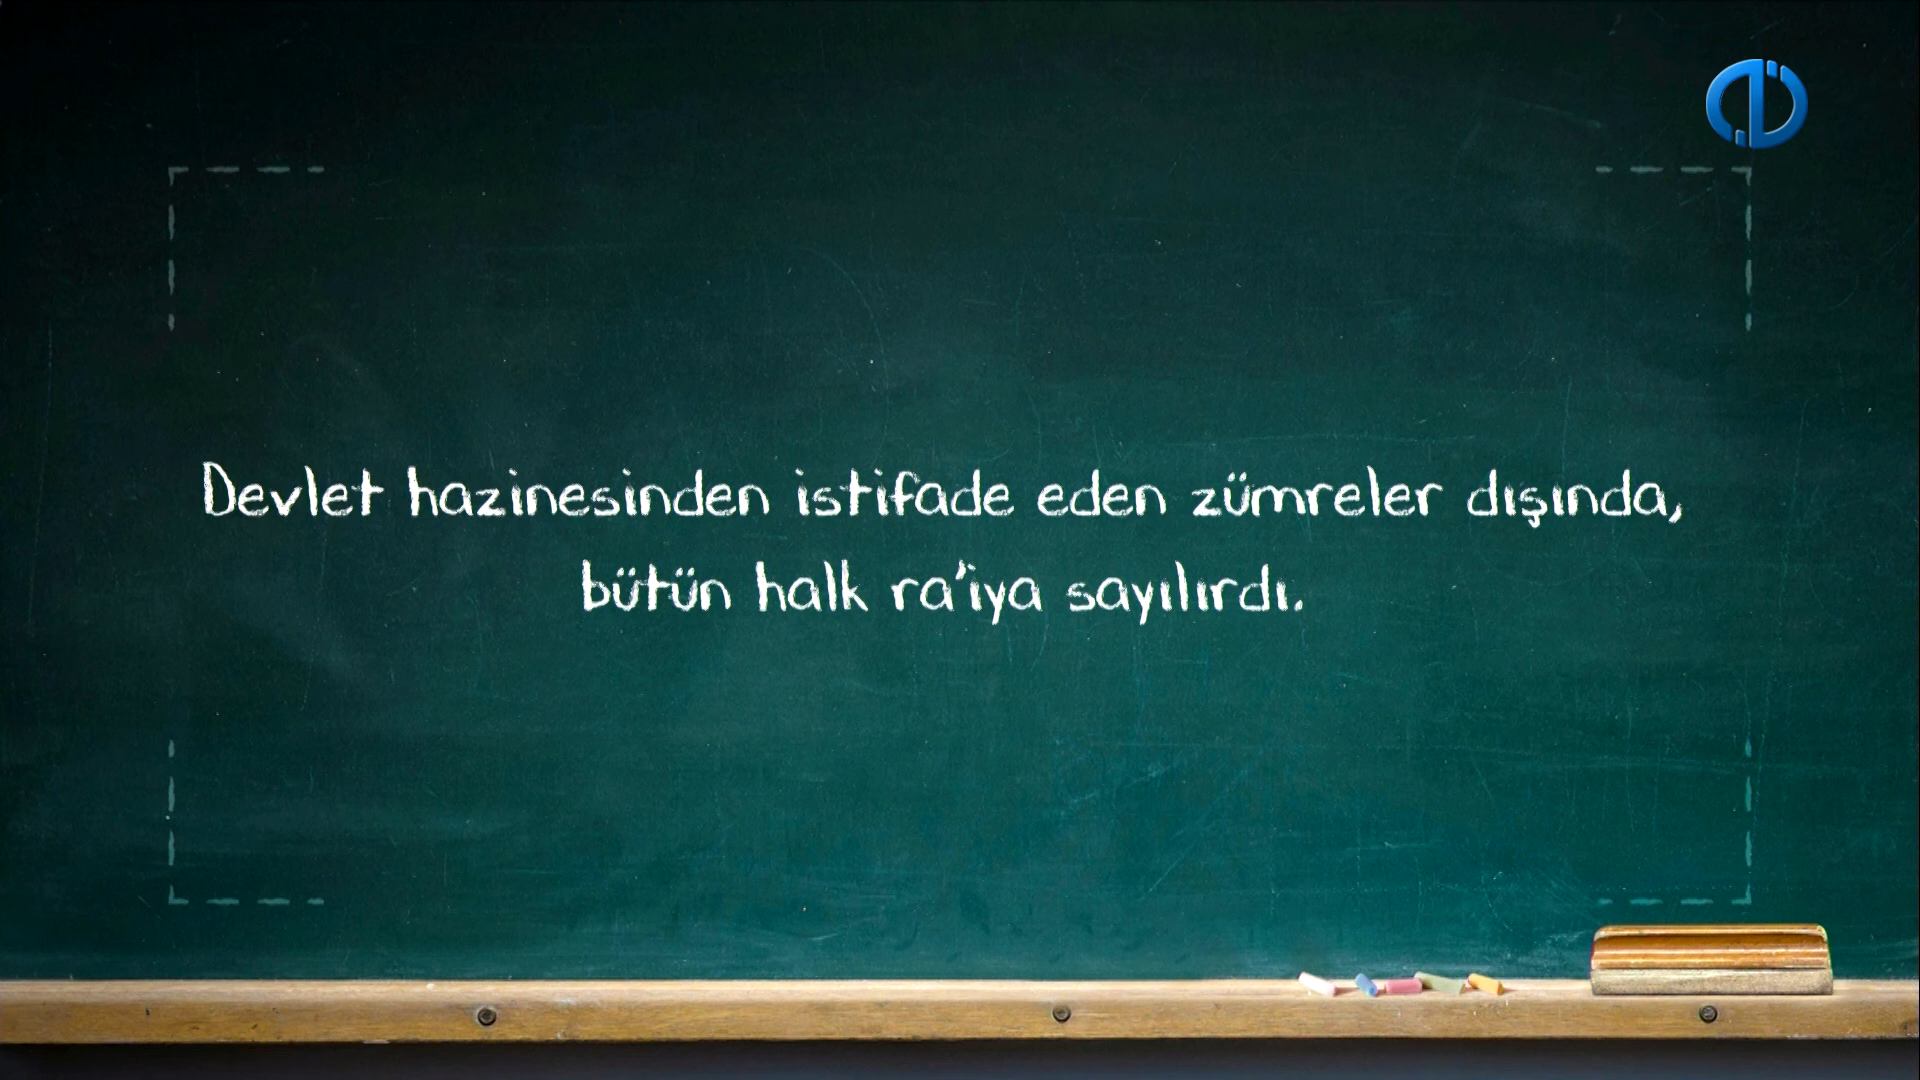 Devlet hazinesinden istifade eden zümreler dışında,
bütün halk ra'iya sayılırdı.